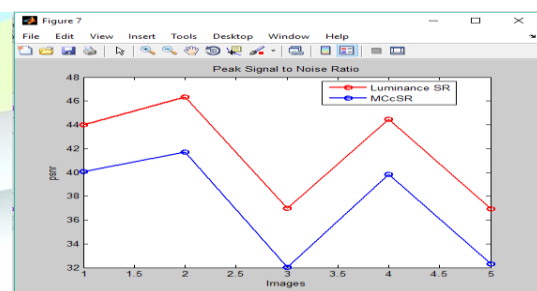 Figure 7
File Edit View Insert Tools Desktop Window Help
Peak Signal to Noise Ratio
Luminance SR
MCcSR
psnr
48
46
44
42
40
38
36
34
32
1 1.5 2 2.5 3 3.5 4 4.5 5
Images